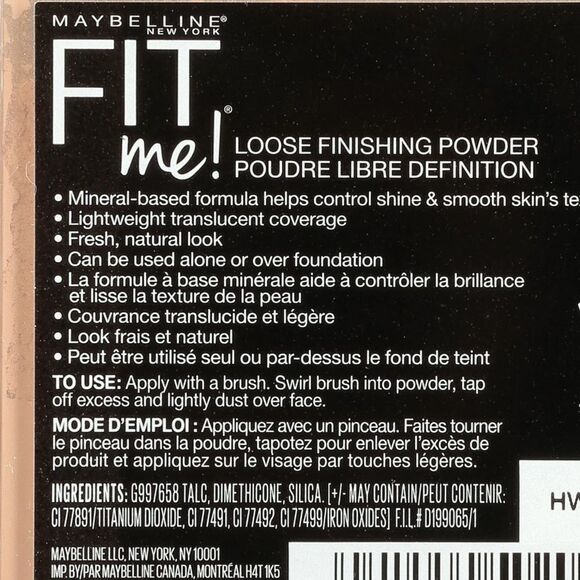 MAYBELLINE®
NEW YORK
FIT
me!®
LOOSE FINISHING POWDER
POUDRE LIBRE DEFINITION
• Mineral-based formula helps control shine & smooth skin's te
• Lightweight translucent coverage
• Fresh, natural look
• Can be used alone or over foundation
• La formule à base minérale aide à contrôler la brillance
et lisse la texture de la peau
• Couvrance translucide et légère
• Look frais et naturel
• Peut être utilisé seul ou par-dessus le fond de teint
TO USE: Apply with a brush. Swirl brush into powder, tap
off excess and lightly dust over face.
MODE D'EMPLOI : Appliquez avec un pinceau. Faites tourner
le pinceau dans la poudre, tapotez pour enlever l'excès de
produit et appliquez sur le visage par touches légères.
INGREDIENTS: G997658 TALC, DIMETHICONE, SILICA. [+/- MAY CONTAIN/PEUT CONTENIR:
CI 77891/TITANIUM DIOXIDE, CI 77491, CI 77492, CI 77499/IRON OXIDES] F.I.L.# D199065/1
HW
MAYBELLINE LLC, NEW YORK, NY 10001
IMP. BY/PAR MAYBELLINE CANADA, MONTRÉAL H4T 1K5